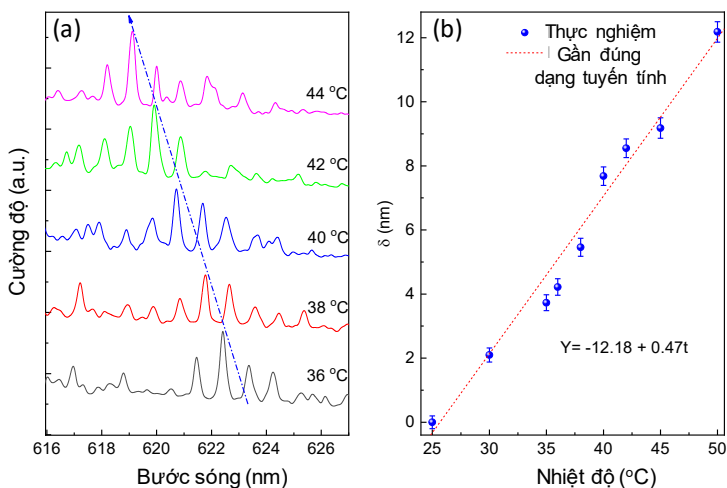 (a)
44 °C
42 °C
40 °C
38 °C
36 °C
Cường độ (a.u.)
616 618 620 622 624 626
Bước sóng (nm)
(b)
Thực nghiệm
Gần đúng
dạng tuyến tính
Y= -12.18 + 0.47t
δ (nm)
12
10
8
6
4
2
0
25 30 35 40 45 50
Nhiệt độ (°C)